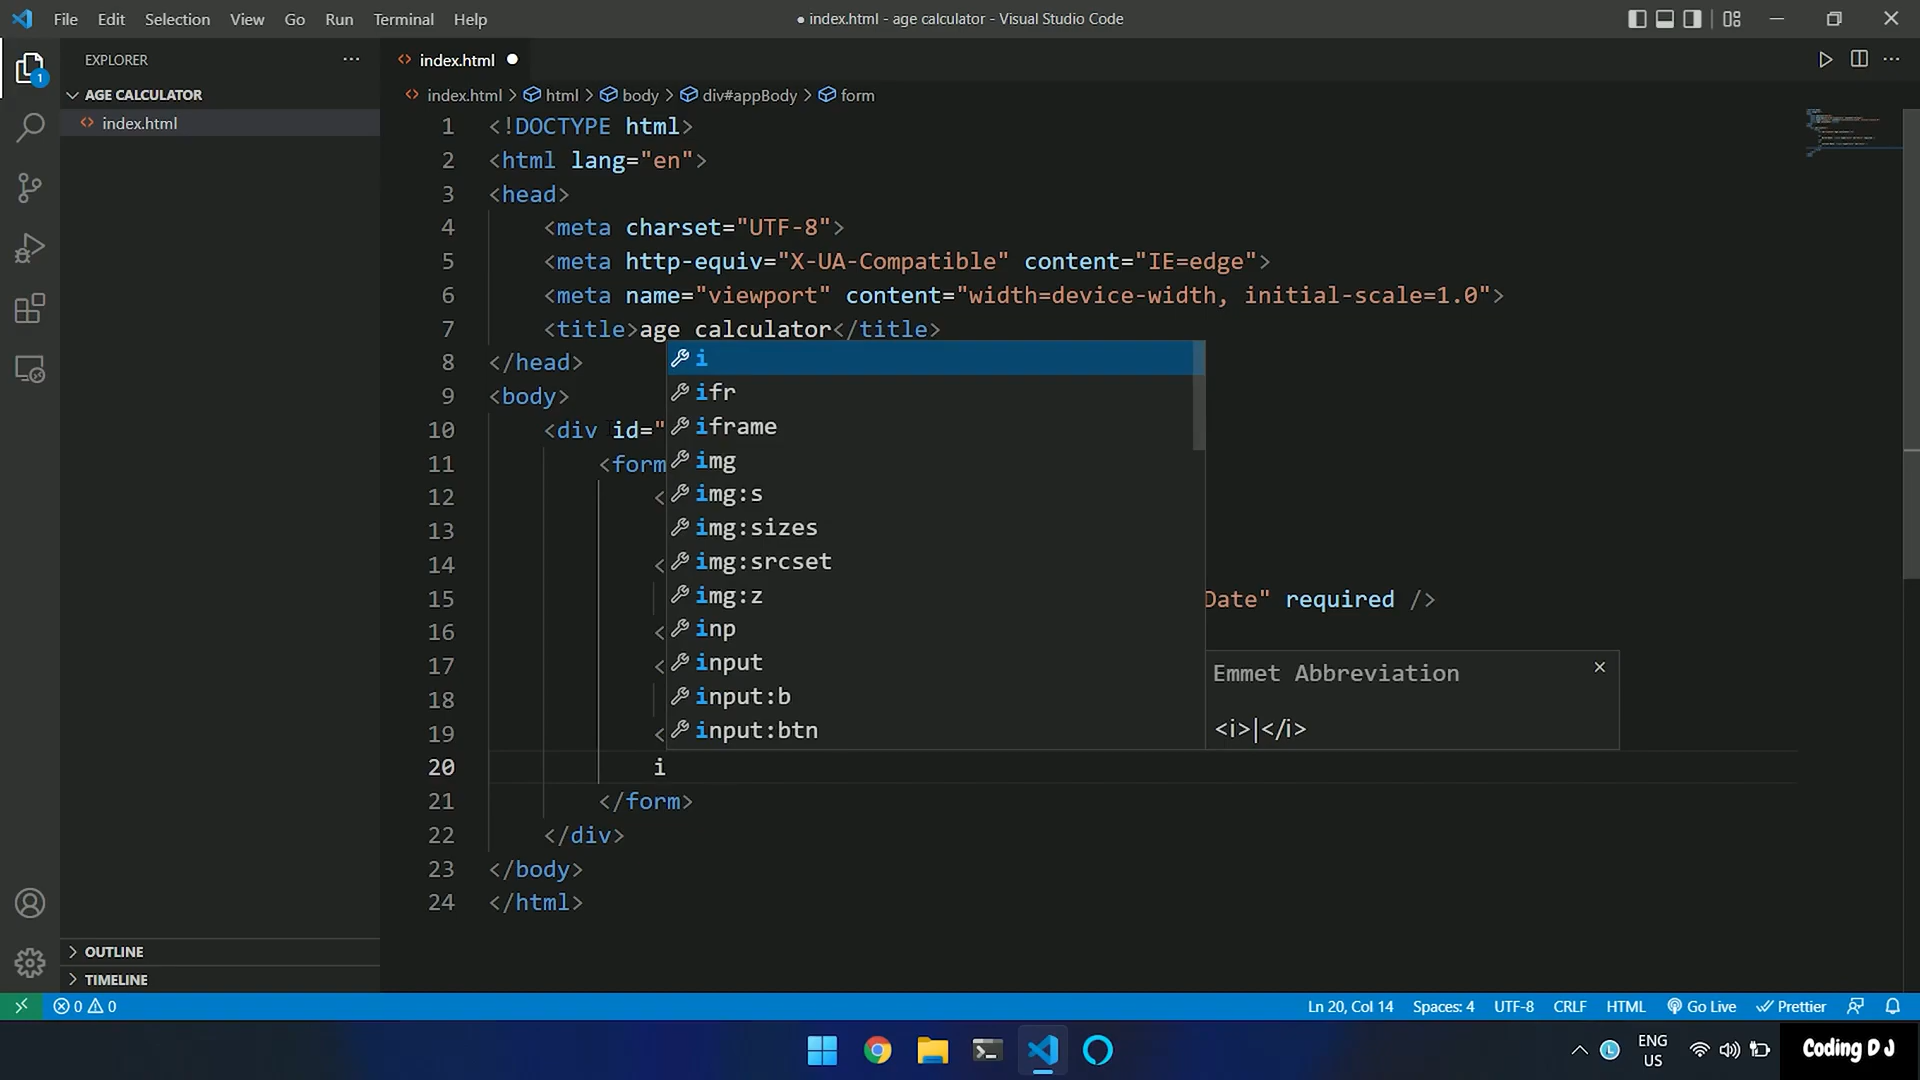 File Edit Selection View Go Run Terminal Help
● index.html - age calculator - Visual Studio Code
EXPLORER
1
AGE CALCULATOR
index.html
OUTLINE
TIMELINE
index.html
index.html > html > body > div#appBody > form
1 <!DOCTYPE html>
2 <html lang="en">
3 <head>
4 <meta charset="UTF-8">
5 <meta http-equiv="X-UA-Compatible" content="IE=edge">
6 <meta name="viewport" content="width=device-width, initial-scale=1.0">
7 <title>age calculator</title>
8 </head>
9 <body>
10 <div id="
11 <form
12 <
13
14 <
15 Date" required />
16 <
17 <
18
19 <
20 i
21 </form>
22 </div>
23 </body>
24 </html>
i
ifr
iframe
img
img:s
img:sizes
img:srcset
img:z
inp
input
input:b
input:btn
Emmet Abbreviation
<i>|</i>
0 0
Ln 20, Col 14 Spaces: 4 UTF-8 CRLF HTML Go Live Prettier
ENG
US
Coding DJ